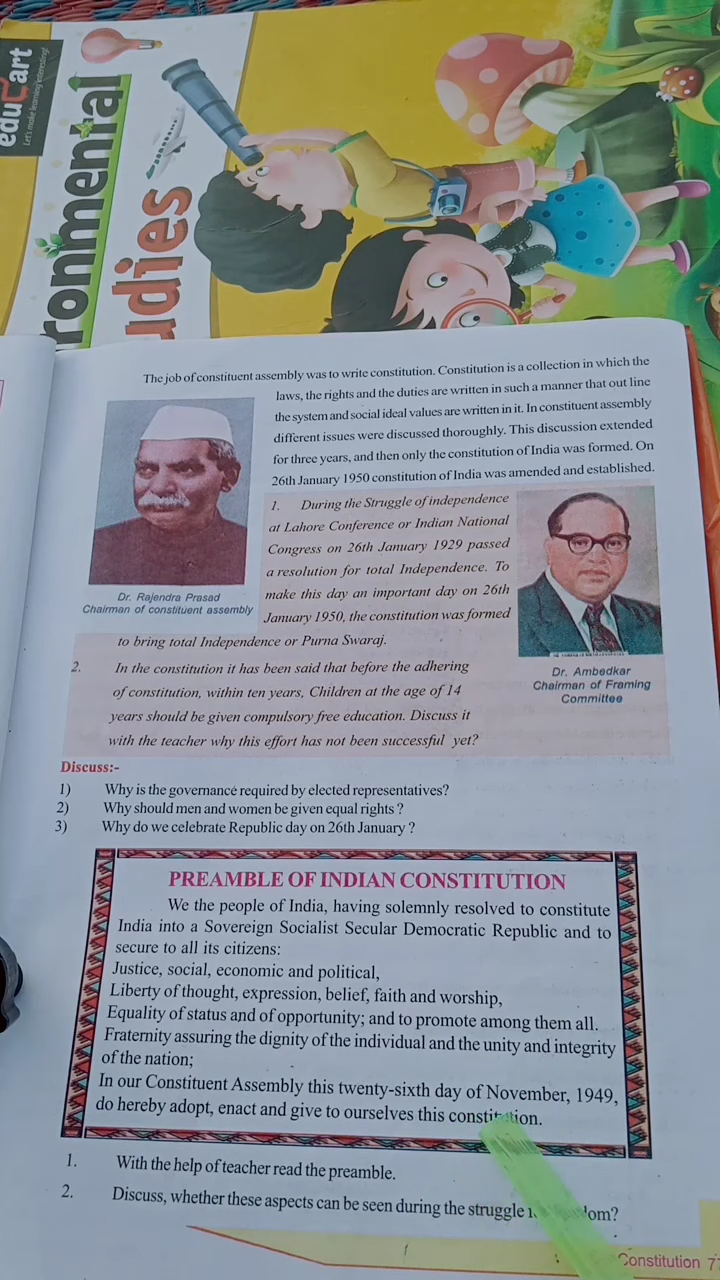 eduCart
Let's make learning interesting!
ronmental
udies
The job of constituent assembly was to write constitution. Constitution is a collection in which the
laws, the rights and the duties are written in such a manner that out line
the system and social ideal values are written in it. In constituent assembly
different issues were discussed thoroughly. This discussion extended
for three years, and then only the constitution of India was formed. On
26th January 1950 constitution of India was amended and established.
Dr. Rajendra Prasad
Chairman of constituent assembly
1. During the Struggle of independence
at Lahore Conference or Indian National
Congress on 26th January 1929 passed
a resolution for total Independence. To
make this day an important day on 26th
January 1950, the constitution was formed
to bring total Independence or Purna Swaraj.
Dr. Ambedkar
Chairman of Framing
Committee
2. In the constitution it has been said that before the adhering
of constitution, within ten years, Children at the age of 14
years should be given compulsory free education. Discuss it
with the teacher why this effort has not been successful yet?
Discuss:-
1) Why is the governance required by elected representatives?
2) Why should men and women be given equal rights ?
3) Why do we celebrate Republic day on 26th January ?
PREAMBLE OF INDIAN CONSTITUTION
We the people of India, having solemnly resolved to constitute
India into a Sovereign Socialist Secular Democratic Republic and to
secure to all its citizens:
Justice, social, economic and political,
Liberty of thought, expression, belief, faith and worship,
Equality of status and of opportunity; and to promote among them all.
Fraternity assuring the dignity of the individual and the unity and integrity
of the nation;
In our Constituent Assembly this twenty-sixth day of November, 1949,
do hereby adopt, enact and give to ourselves this constitution.
1. With the help of teacher read the preamble.
2. Discuss, whether these aspects can be seen during the struggle
Constitution 7